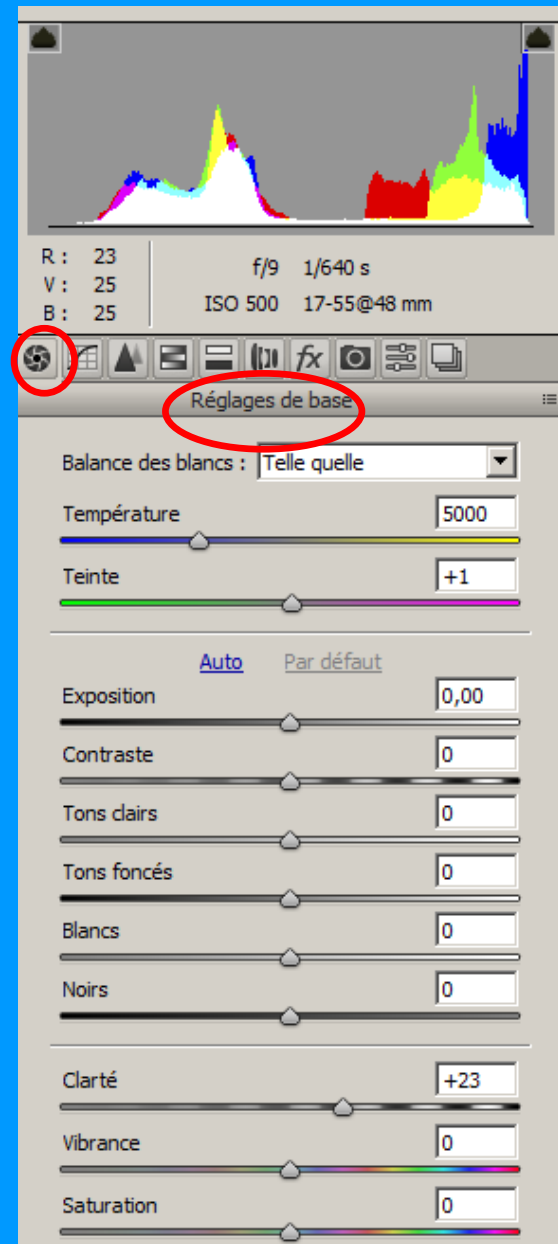 R : 23
V : 25
B : 25
f/9 1/640 s
ISO 500 17-55@48 mm
fx
Réglages de base
Balance des blancs : Telle quelle
Température 5000
Teinte +1
Auto Par défaut
Exposition 0,00
Contraste 0
Tons clairs 0
Tons foncés 0
Blancs 0
Noirs 0
Clarté +23
Vibrance 0
Saturation 0